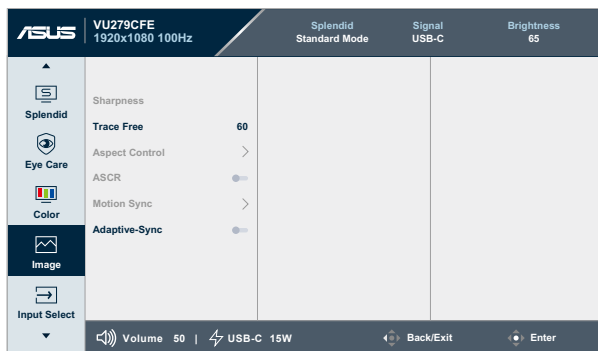 ASUS
VU279CFE
1920x1080 100Hz
Splendid
Standard Mode
Signal
USB-C
Brightness
65
Splendid
Eye Care
Color
Image
Input Select
Sharpness
Trace Free 60
Aspect Control
ASCR
Motion Sync
Adaptive-Sync
Volume 50 | USB-C 15W
Back/Exit
Enter